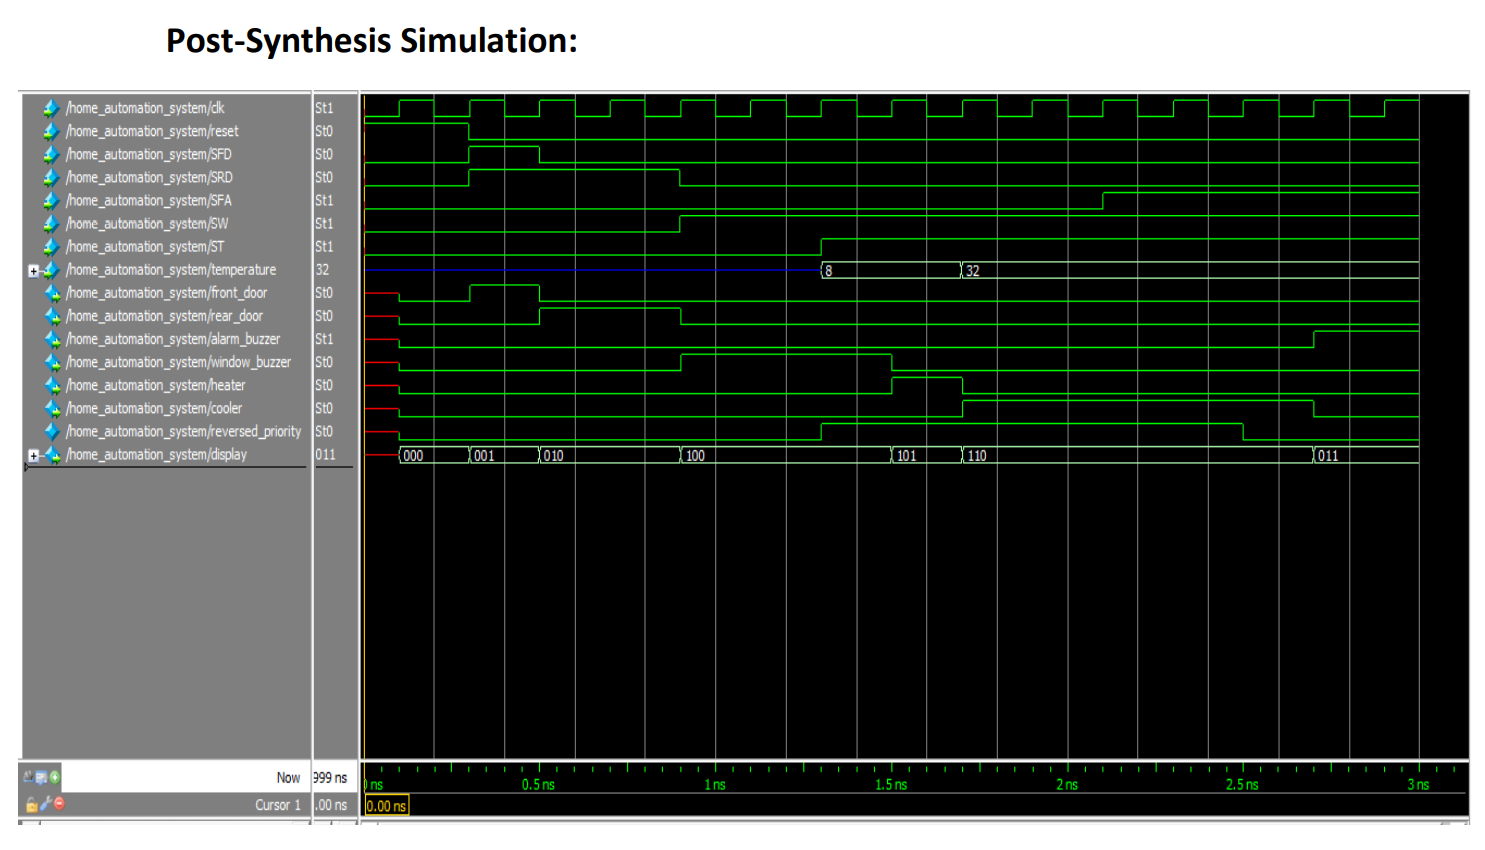 Post-Synthesis Simulation:
/home_automation_system/clk St1
/home_automation_system/reset St0
/home_automation_system/SFD St0
/home_automation_system/SRD St0
/home_automation_system/SFA St1
/home_automation_system/SW St1
/home_automation_system/ST St1
/home_automation_system/temperature 32 8 32
/home_automation_system/front_door St0
/home_automation_system/rear_door St0
/home_automation_system/alarm_buzzer St1
/home_automation_system/window_buzzer St0
/home_automation_system/heater St0
/home_automation_system/cooler St0
/home_automation_system/reversed_priority St0
/home_automation_system/display 011 000 001 010 100 101 110 011
Now 999 ns ns 0.5 ns 1 ns 1.5 ns 2 ns 2.5 ns 3 ns
Cursor 1 .00 ns 0.00 ns